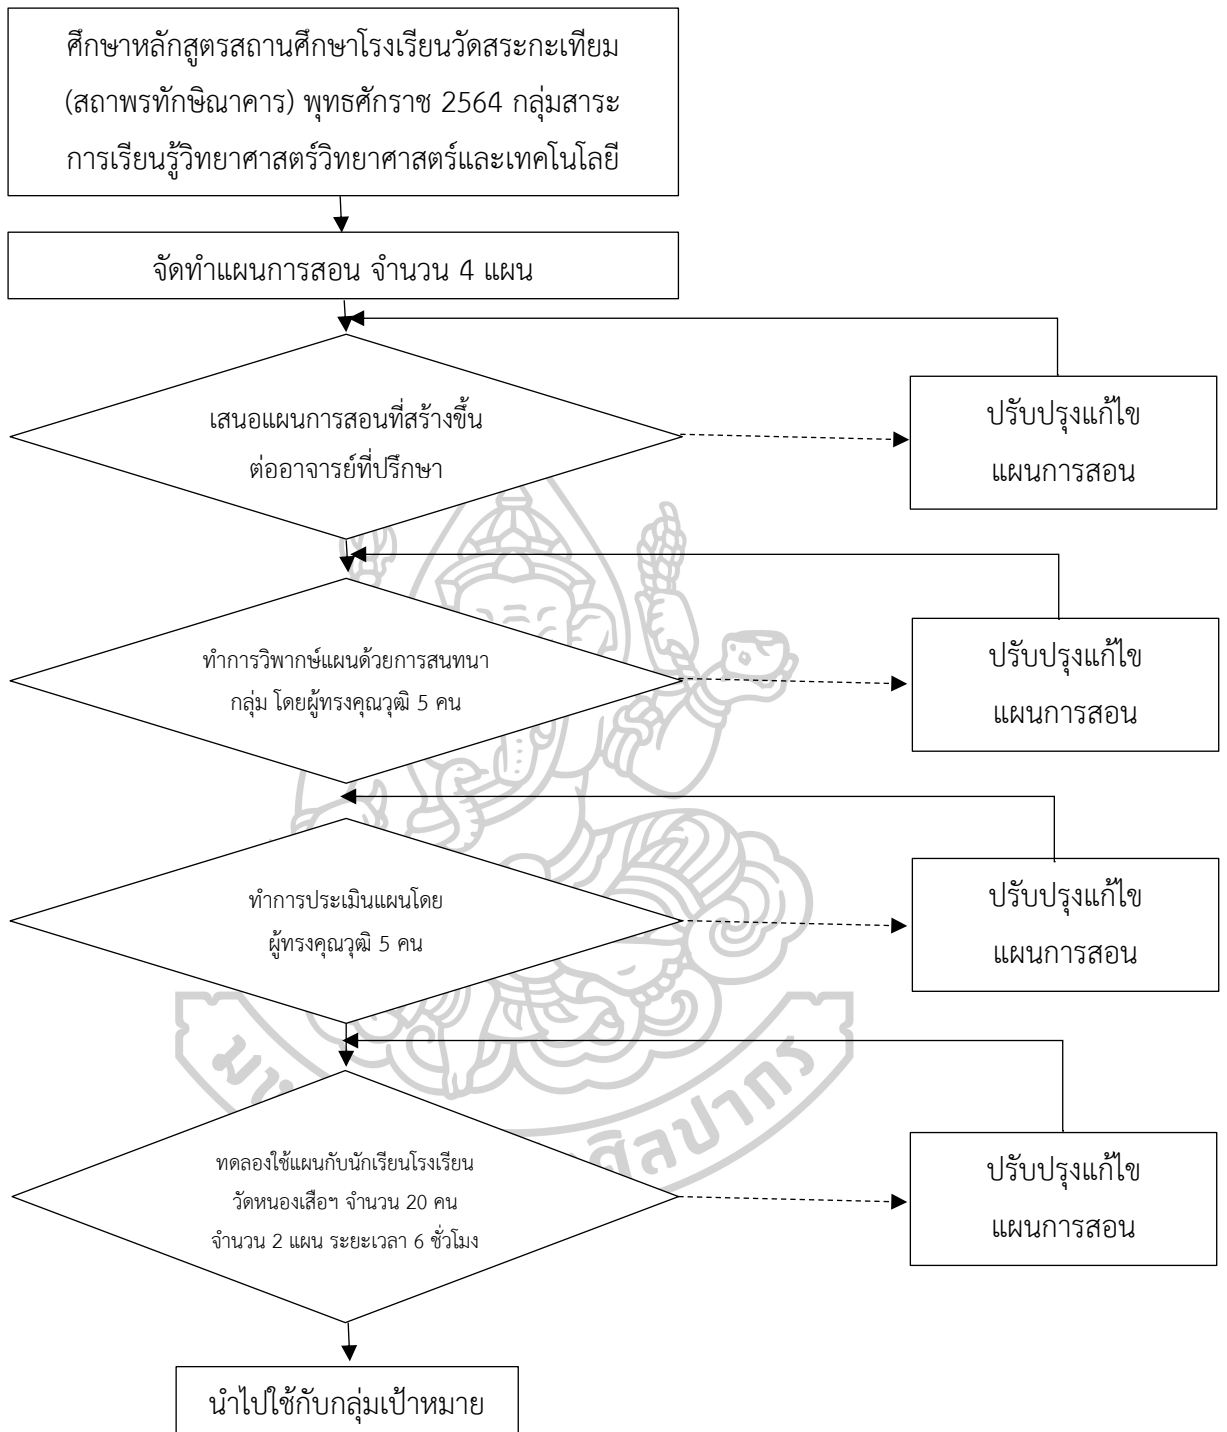 ศึกษาหลักสูตรสถานศึกษาโรงเรียนวัดสระกะเทียม
(สถาพรทักษิณาคาร) พุทธศักราช 2564 กลุ่มสาระ
การเรียนรู้วิทยาศาสตร์วิทยาศาสตร์และเทคโนโลยี
จัดทำแผนการสอน จำนวน 4 แผน
เสนอแผนการสอนที่สร้างขึ้น
ต่ออาจารย์ที่ปรึกษา
ปรับปรุงแก้ไข
แผนการสอน
ทำการวิพากษ์แผนด้วยการสนทนา
กลุ่ม โดยผู้ทรงคุณวุฒิ 5 คน
ปรับปรุงแก้ไข
แผนการสอน
ทำการประเมินแผนโดย
ผู้ทรงคุณวุฒิ 5 คน
ปรับปรุงแก้ไข
แผนการสอน
ทดลองใช้แผนกับนักเรียนโรงเรียน
วัดหนองเสือฯ จำนวน 20 คน
จำนวน 2 แผน ระยะเวลา 6 ชั่วโมง
ปรับปรุงแก้ไข
แผนการสอน
นำไปใช้กับกลุ่มเป้าหมาย
ศิลปากร